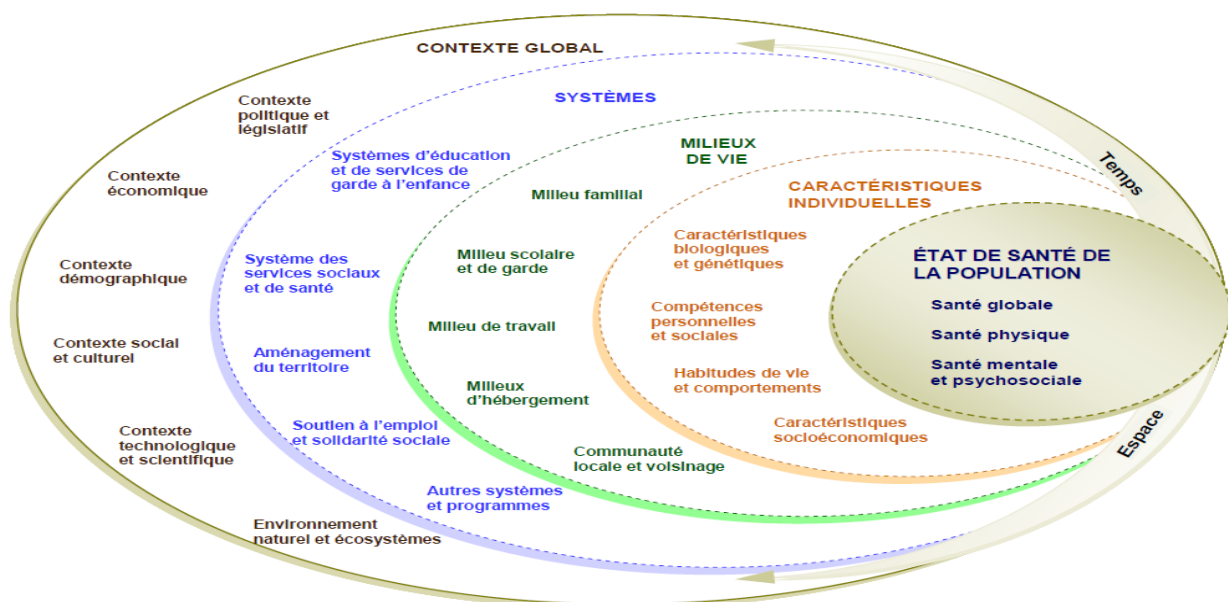 CONTEXTE GLOBAL
Contexte
politique et
législatif
Contexte
économique
Contexte
démographique
Contexte social
et culturel
Contexte
technologique
et scientifique
Environnement
naturel et écosystèmes
SYSTÈMES
Systèmes d'éducation
et de services de
garde à l'enfance
Système des
services sociaux
et de santé
Aménagement
du territoire
Soutien à l'emploi
et solidarité sociale
Autres systèmes
et programmes
MILIEUX
DE VIE
Milieu familial
Milieu scolaire
et de garde
Milieu de travail
Milieux
d'hébergement
Communauté
locale et voisinage
CARACTÉRISTIQUES
INDIVIDUELLES
Caractéristiques
biologiques
et génétiques
Compétences
personnelles
et sociales
Habitudes de vie
et comportements
Caractéristiques
socioéconomiques
ÉTAT DE SANTÉ DE
LA POPULATION
Santé globale
Santé physique
Santé mentale
et psychosociale
Temps
Espace